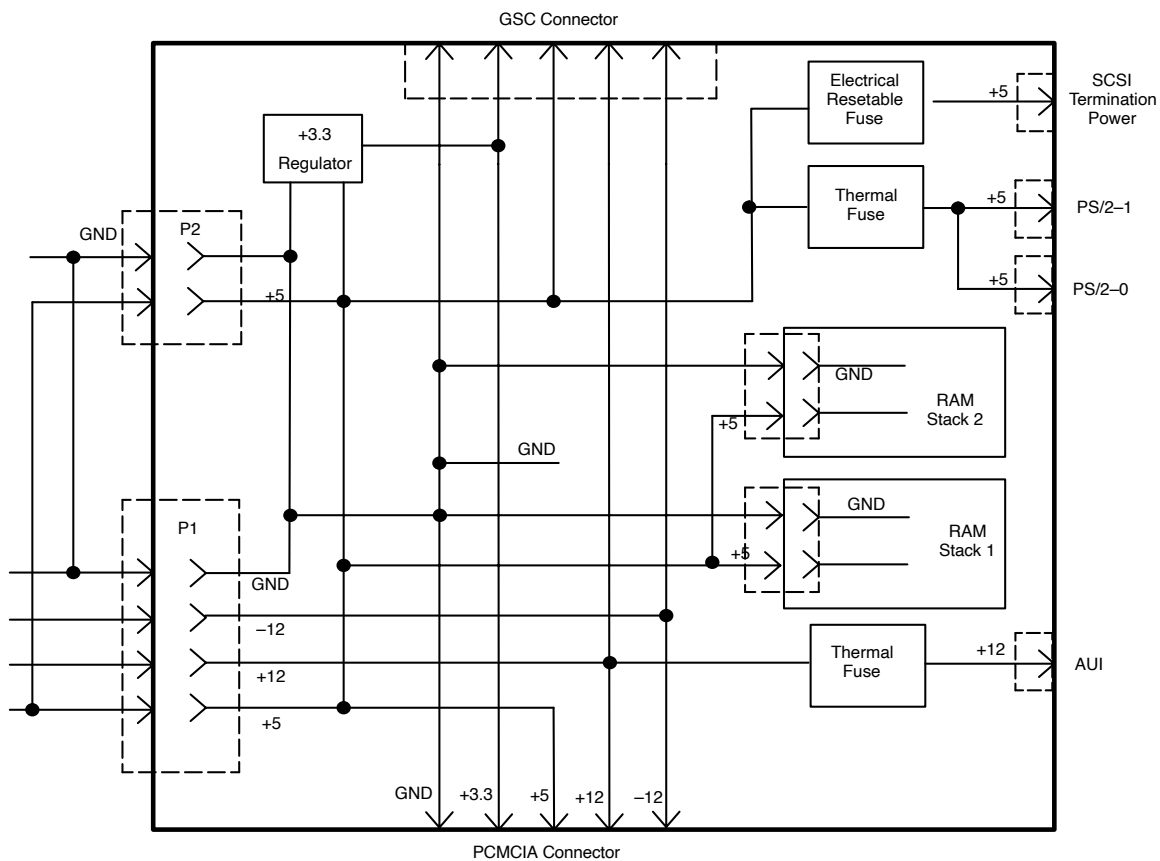 GSC Connector
Electrical
Resetable
Fuse
+5
SCSI
Termination
Power
+3.3
Regulator
Thermal
Fuse
+5
PS/2–1
P2
GND
+5
+5
PS/2–0
GND
RAM
Stack 2
+5
GND
P1
GND
RAM
Stack 1
+5
GND
–12
+12
+5
Thermal
Fuse
+12
AUI
GND
+3.3
+5
+12
–12
PCMCIA Connector